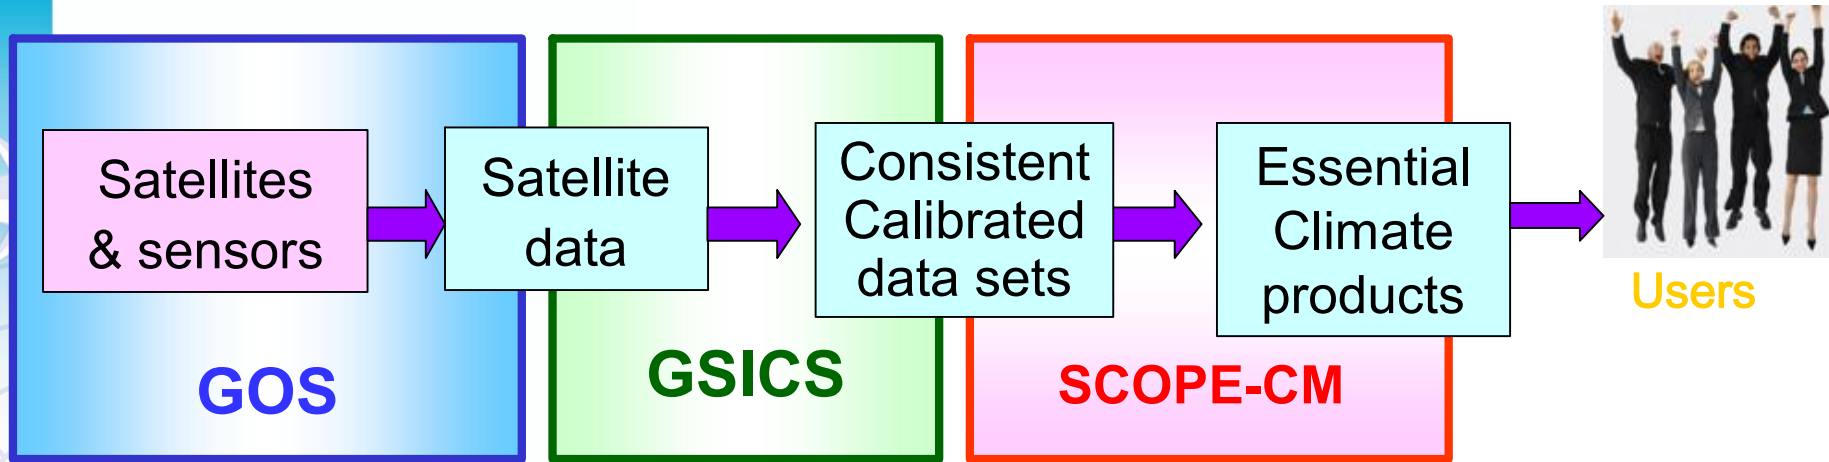 Satellites
& sensors
Satellite
data
Consistent
Calibrated
data sets
Essential
Climate
products
Users
GOS
GSICS
SCOPE-CM